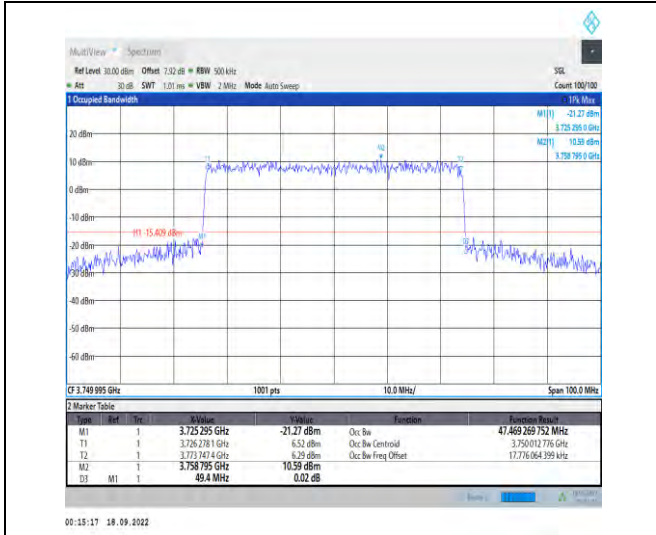 MultiView Spectrum
Ref Level 30.00 dBm Offset 7.92 dB RBW 500 kHz SGL
Att 30 dB SWT 1.01 ms VBW 2 MHz Mode Auto Sweep Count 100/100
1 Occupied Bandwidth 1Pk Max
M1[1] -21.27 dBm
3.725 295 0 GHz
20 dBm
M2[1] 10.59 dBm
3.758 795 0 GHz
M2
T1 T2
10 dBm
0 dBm
-10 dBm
H1 -15.409 dBm M1
-20 dBm
-30 dBm
-40 dBm
-50 dBm
-60 dBm
CF 3.749 995 GHz 1001 pts 10.0 MHz/ Span 100.0 MHz
2 Marker Table
Type Ref Trc X-Value Y-Value Function Function Result
M1 1 3.725 295 GHz -21.27 dBm Occ Bw 47.469 269 752 MHz
T1 1 3.726 278 1 GHz 6.52 dBm Occ Bw Centroid 3.750 012 776 GHz
T2 1 3.773 747 4 GHz 6.29 dBm Occ Bw Freq Offset 17.776 064 399 kHz
M2 1 3.758 795 GHz 10.59 dBm
D3 M1 1 49.4 MHz 0.02 dB
00:15:17 18.09.2022